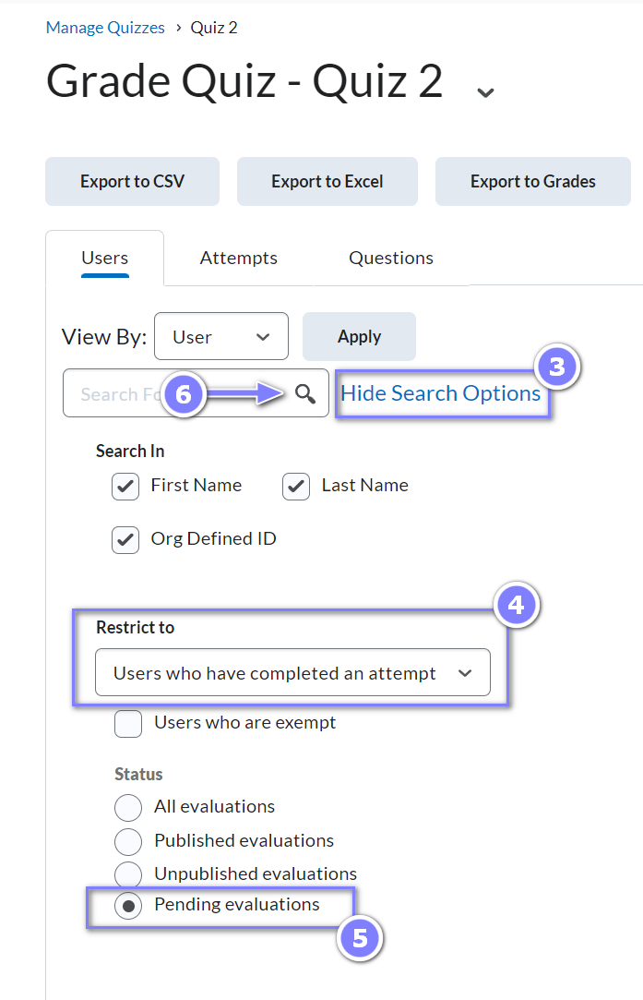 Manage Quizzes › Quiz 2
Grade Quiz - Quiz 2
Export to CSV Export to Excel Export to Grades
Users Attempts Questions
View By: User Apply
Search 6 Hide Search Options 3
Search In
First Name Last Name
Org Defined ID
4
Restrict to
Users who have completed an attempt
Users who are exempt
Status
All evaluations
Published evaluations
Unpublished evaluations
Pending evaluations
5